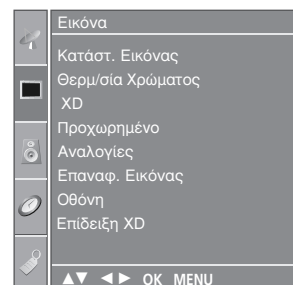 Εικόνα
Κατάστ. Εικόνας
Θερμ/σία Χρώματος
XD
Προχωρημένο
Αναλογίες
Επαναφ. Εικόνας
Οθόνη
Επίδειξη XD
▲▼ ◄► OK MENU